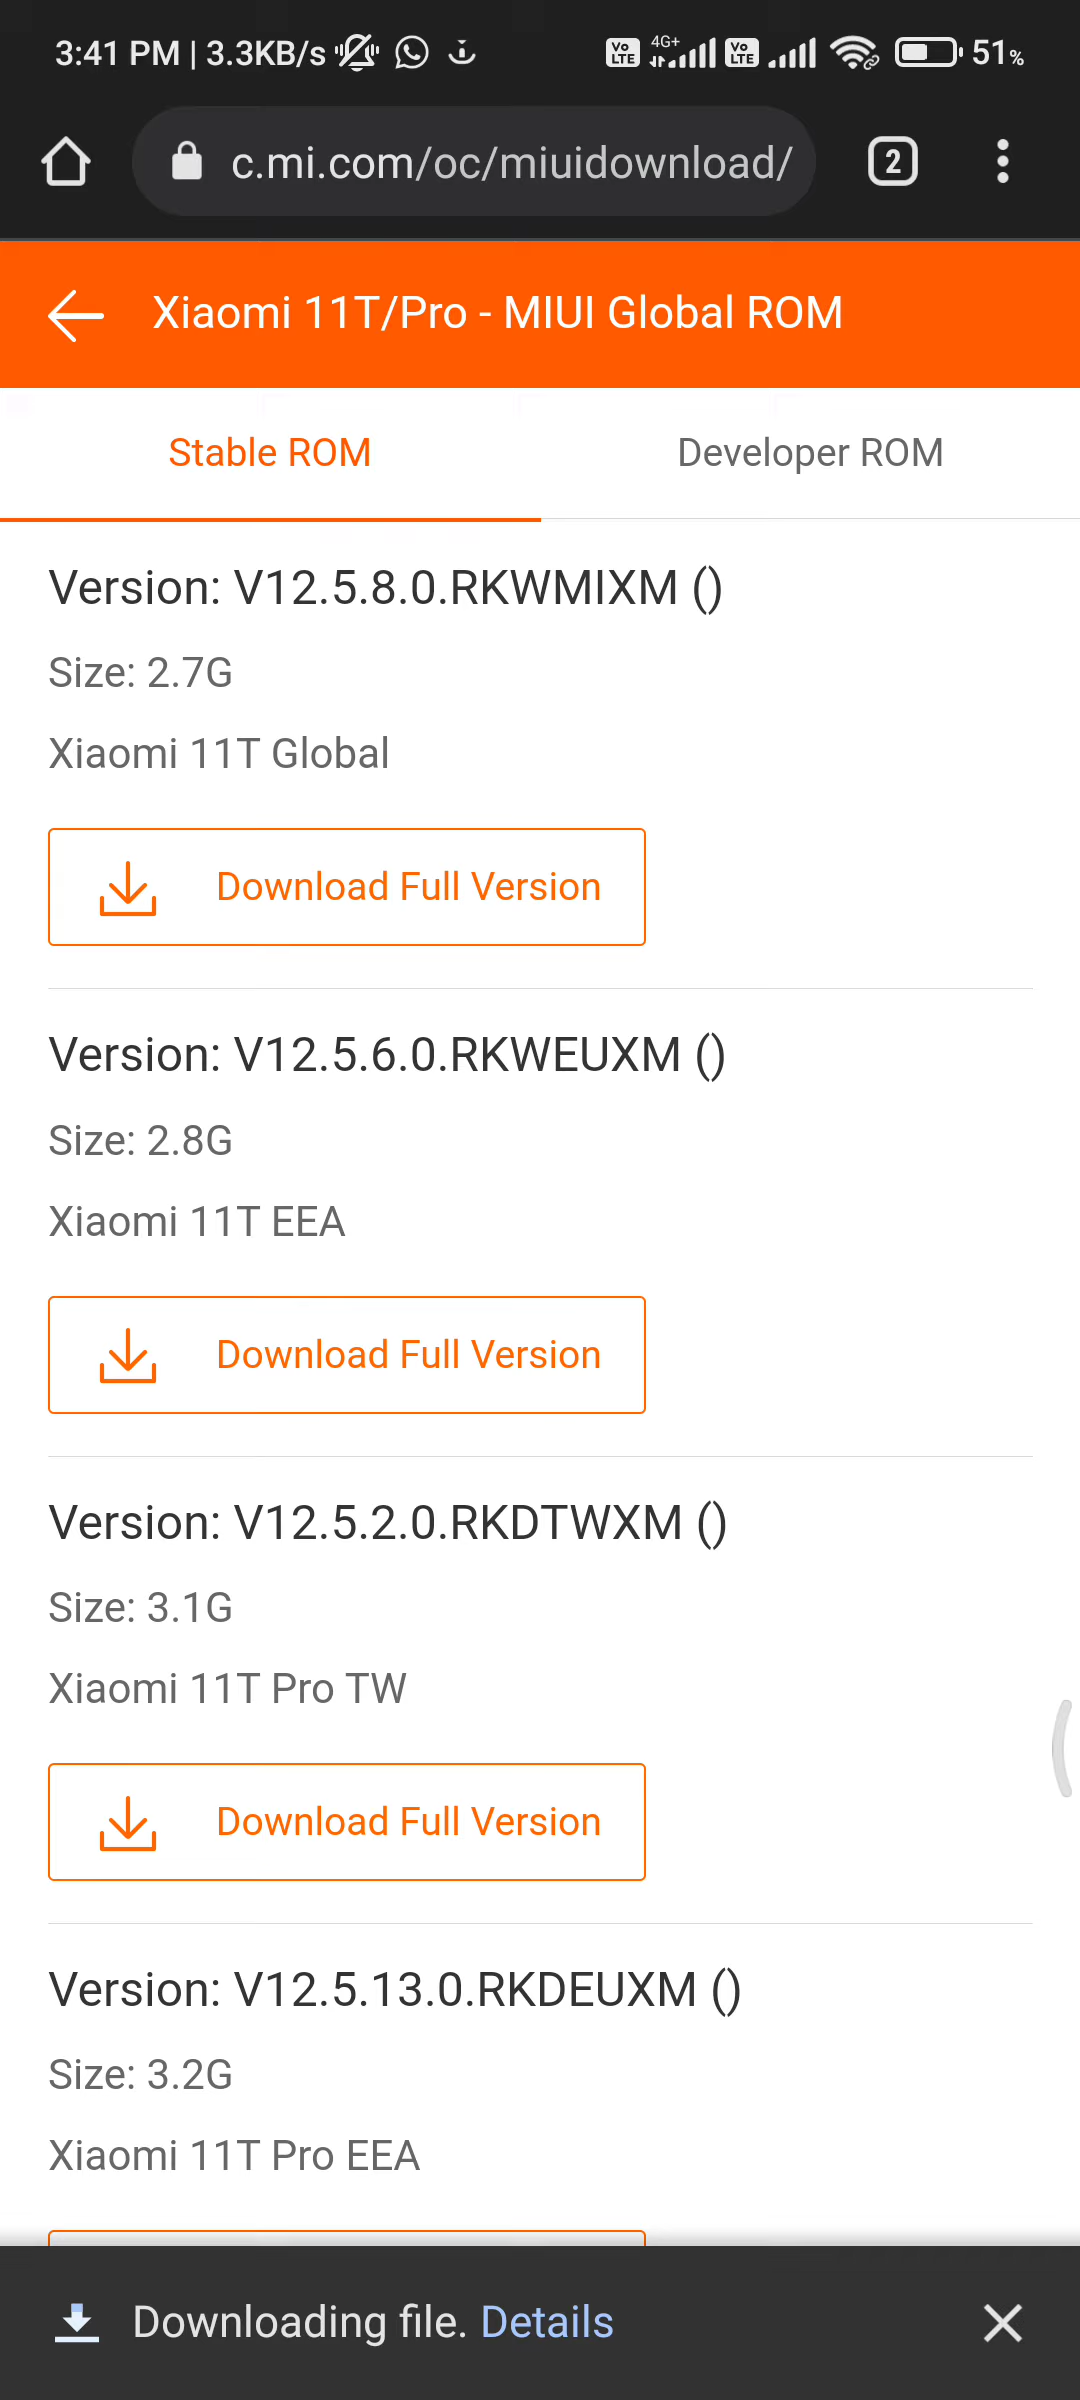 3:41 PM | 3.3KB/s Vo LTE 4G+ Vo LTE 51%
c.mi.com/oc/miuidownload/ 2
Xiaomi 11T/Pro - MIUI Global ROM
Stable ROM Developer ROM
Version: V12.5.8.0.RKWMIXM ()
Size: 2.7G
Xiaomi 11T Global
Download Full Version
Version: V12.5.6.0.RKWEUXM ()
Size: 2.8G
Xiaomi 11T EEA
Download Full Version
Version: V12.5.2.0.RKDTWXM ()
Size: 3.1G
Xiaomi 11T Pro TW
Download Full Version
Version: V12.5.13.0.RKDEUXM ()
Size: 3.2G
Xiaomi 11T Pro EEA
Downloading file. Details